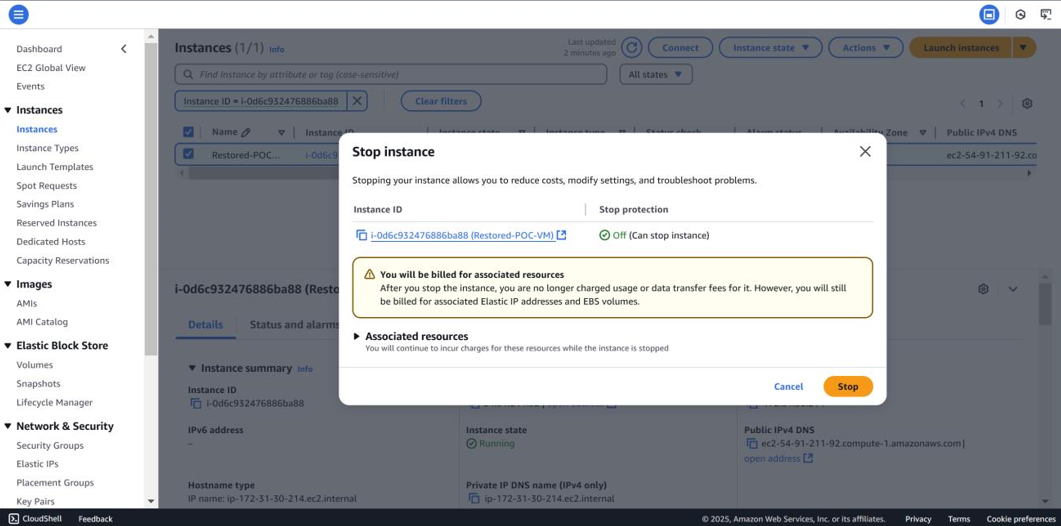 Dashboard
EC2 Global View
Events
Instances
Instances
Instance Types
Launch Templates
Spot Requests
Savings Plans
Reserved Instances
Dedicated Hosts
Capacity Reservations
Images
AMIs
AMI Catalog
Elastic Block Store
Volumes
Snapshots
Lifecycle Manager
Network & Security
Security Groups
Elastic IPs
Placement Groups
Key Pairs
Instances (1/1) Info
Last updated
2 minutes ago
Connect
Instance state
Actions
Launch instances
Find Instance by attribute or tag (case-sensitive)
All states
Instance ID = i-0d6c932476886ba88
Clear filters
1
Name
Instance ID
Instance state
Instance type
Status check
Alarm status
Availability Zone
Public IPv4 DNS
Restored-POC...
i-0d6c9
ec2-54-91-211-92.co
Stop instance
Stopping your instance allows you to reduce costs, modify settings, and troubleshoot problems.
Instance ID
Stop protection
i-0d6c932476886ba88 (Restored-POC-VM)
Off (Can stop instance)
You will be billed for associated resources
After you stop the instance, you are no longer charged usage or data transfer fees for it. However, you will still
be billed for associated Elastic IP addresses and EBS volumes.
Associated resources
You will continue to incur charges for these resources while the instance is stopped
Cancel
Stop
i-0d6c932476886ba88 (Resto
Details
Status and alarms
Instance summary Info
Instance ID
i-0d6c932476886ba88
IPv6 address
–
Instance state
Running
Public IPv4 DNS
ec2-54-91-211-92.compute-1.amazonaws.com |
open address
Hostname type
IP name: ip-172-31-30-214.ec2.internal
Private IP DNS name (IPv4 only)
ip-172-31-30-214.ec2.internal
CloudShell
Feedback
© 2025, Amazon Web Services, Inc. or its affiliates.
Privacy
Terms
Cookie preferences